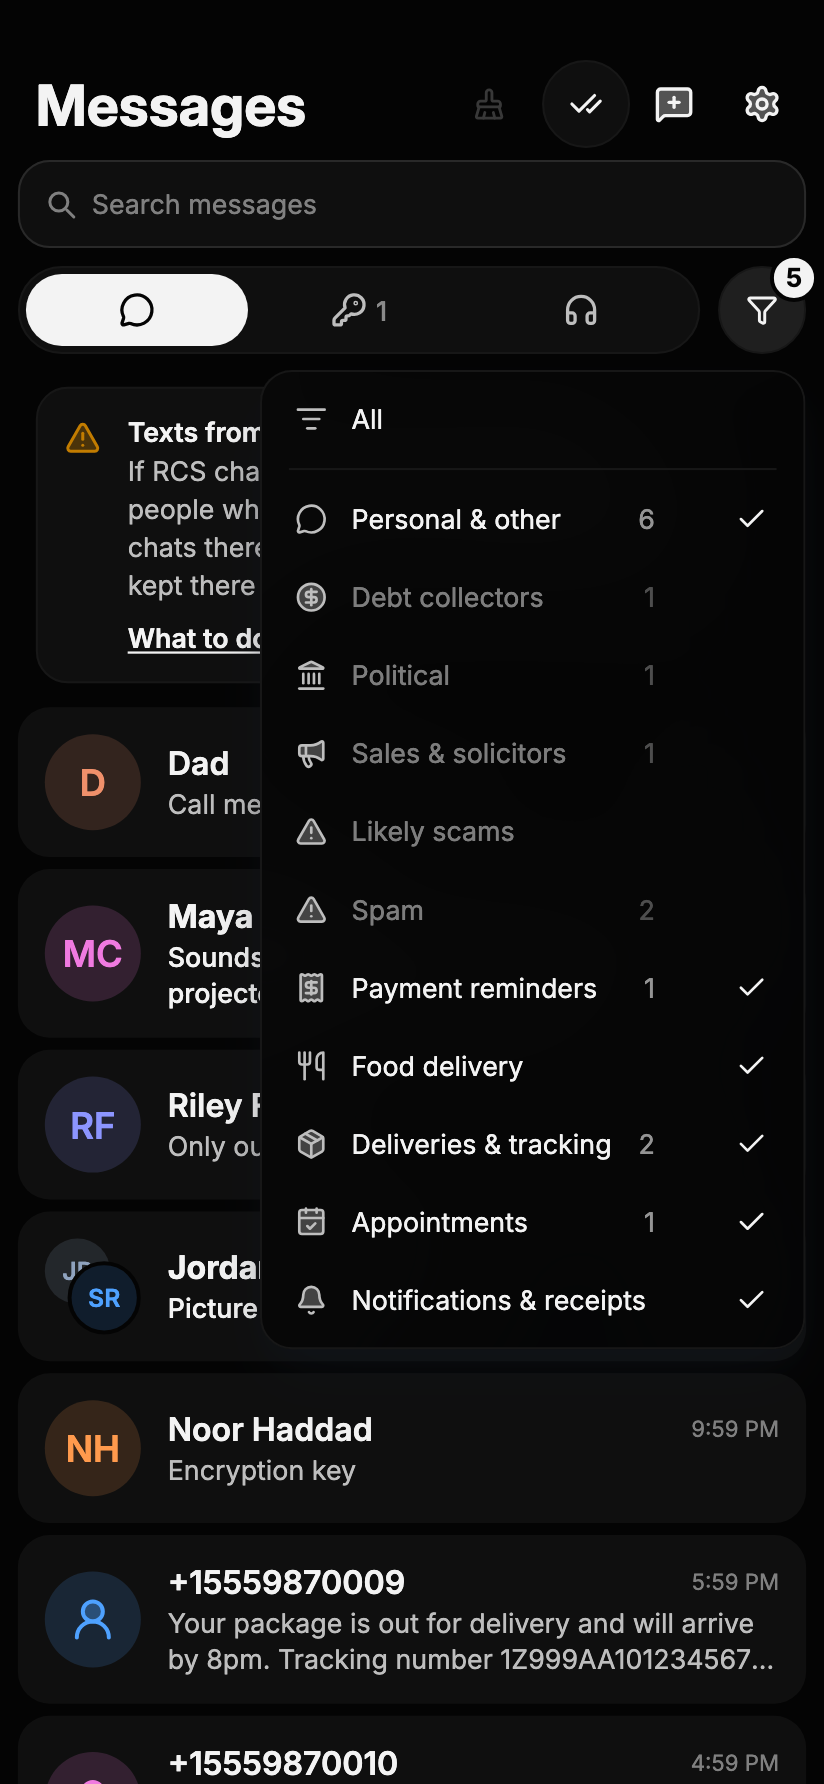 Messages
Search messages
1
5
Texts from
If RCS cha
people wh
chats there
kept there
What to do
All
Personal & other 6
Debt collectors 1
Political 1
Sales & solicitors 1
Likely scams
Spam 2
Payment reminders 1
Food delivery
Deliveries & tracking 2
Appointments 1
Notifications & receipts
D
Dad
Call me
MC
Maya
Sounds
projecto
RF
Riley F
Only ou
JP
SR
Jordan
Picture
NH
Noor Haddad 9:59 PM
Encryption key
+15559870009 5:59 PM
Your package is out for delivery and will arrive
by 8pm. Tracking number 1Z999AA101234567...
+15559870010 4:59 PM